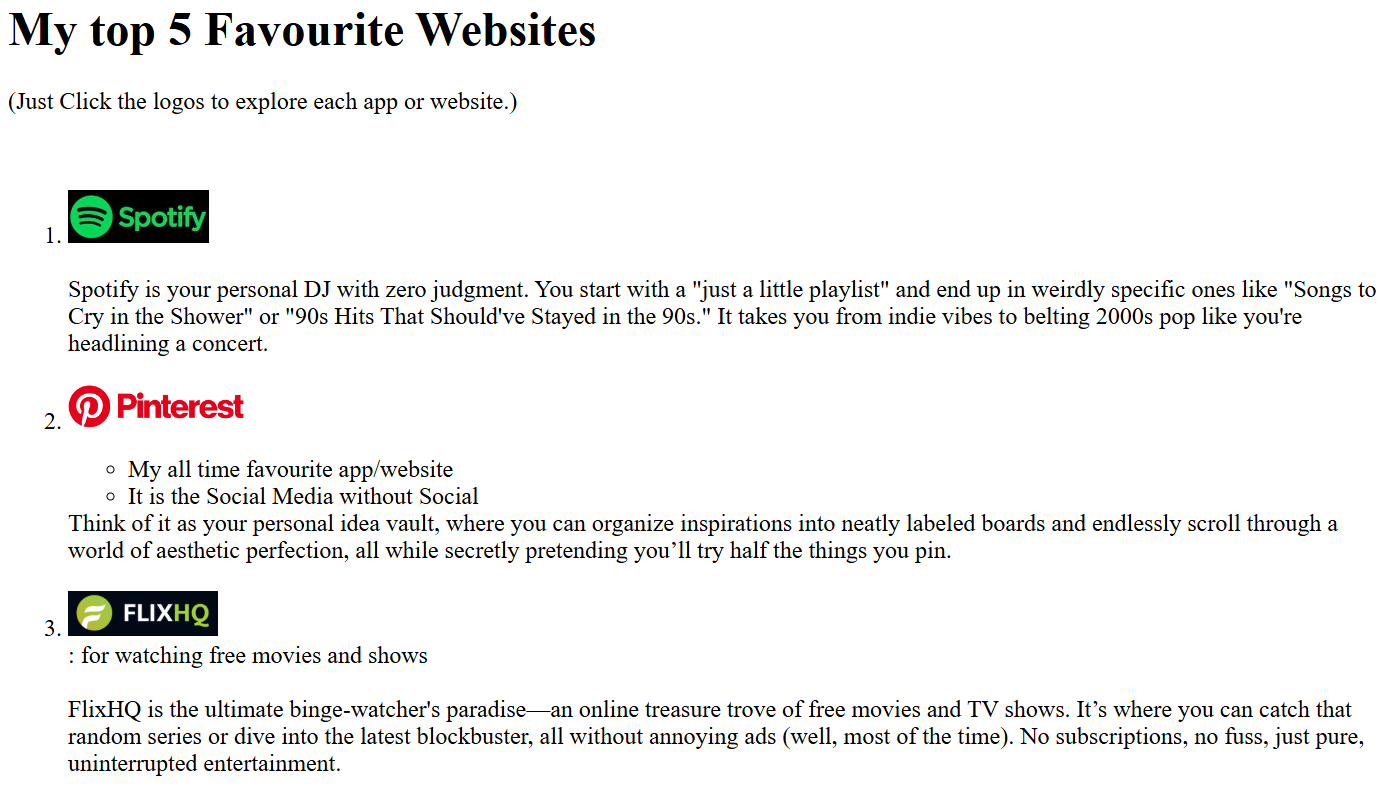 My top 5 Favourite Websites
(Just Click the logos to explore each app or website.)
1. Spotify
Spotify is your personal DJ with zero judgment. You start with a "just a little playlist" and end up in weirdly specific ones like "Songs to
Cry in the Shower" or "90s Hits That Should've Stayed in the 90s." It takes you from indie vibes to belting 2000s pop like you're
headlining a concert.
2. Pinterest
◦ My all time favourite app/website
◦ It is the Social Media without Social
Think of it as your personal idea vault, where you can organize inspirations into neatly labeled boards and endlessly scroll through a
world of aesthetic perfection, all while secretly pretending you’ll try half the things you pin.
3. FLIXHQ
: for watching free movies and shows
FlixHQ is the ultimate binge-watcher's paradise—an online treasure trove of free movies and TV shows. It’s where you can catch that
random series or dive into the latest blockbuster, all without annoying ads (well, most of the time). No subscriptions, no fuss, just pure,
uninterrupted entertainment.